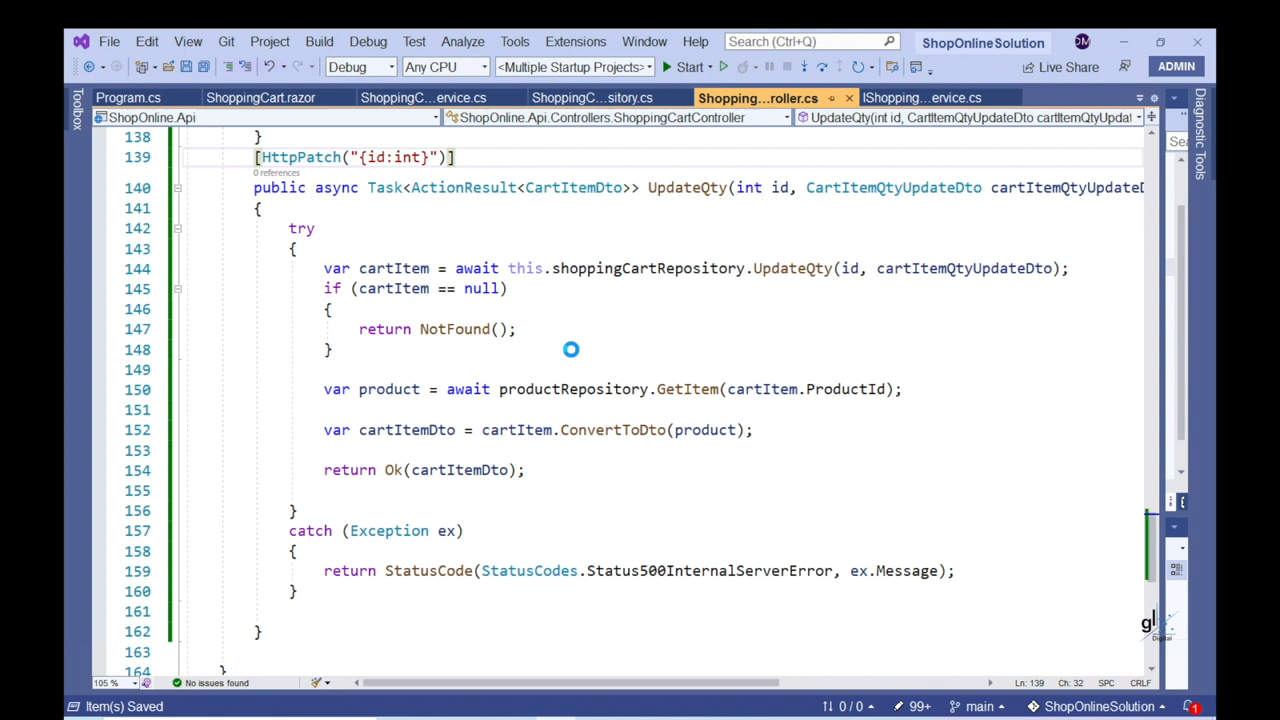 File Edit View Git Project Build Debug Test Analyze Tools Extensions Window Help Search (Ctrl+Q) ShopOnlineSolution DM
Debug Any CPU <Multiple Startup Projects> Start Live Share ADMIN
Toolbox
Program.cs ShoppingCart.razor ShoppingC...ervice.cs ShoppingC...sitory.cs Shopping...roller.cs IShopping...ervice.cs
Diagnostic Tools
ShopOnline.Api ShopOnline.Api.Controllers.ShoppingCartController UpdateQty(int id, CartItemQtyUpdateDto cartItemQtyUpdat
138 }
139 [HttpPatch("{id:int}")]
0 references
140 public async Task<ActionResult<CartItemDto>> UpdateQty(int id, CartItemQtyUpdateDto cartItemQtyUpdateD
141 {
142 try
143 {
144 var cartItem = await this.shoppingCartRepository.UpdateQty(id, cartItemQtyUpdateDto);
145 if (cartItem == null)
146 {
147 return NotFound();
148 }
149
150 var product = await productRepository.GetItem(cartItem.ProductId);
151
152 var cartItemDto = cartItem.ConvertToDto(product);
153
154 return Ok(cartItemDto);
155
156 }
157 catch (Exception ex)
158 {
159 return StatusCode(StatusCodes.Status500InternalServerError, ex.Message);
160 }
161
162 }
163
164 }
gl
Digital
105 % No issues found Ln: 139 Ch: 32 SPC CRLF
Item(s) Saved 0 / 0 99+ main ShopOnlineSolution 1